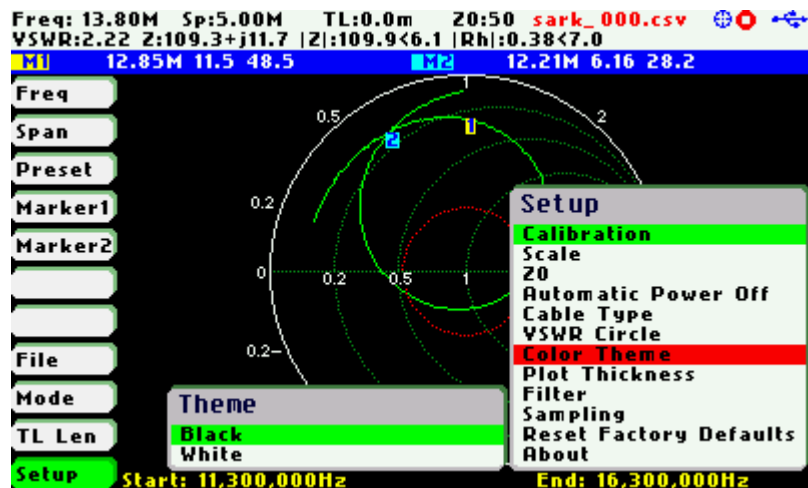 Freq: 13.80M Sp:5.00M TL:0.0m Z0:50 sark_000.csv
VSWR:2.22 Z:109.3+j11.7 |Z|:109.9<6.1 |Rh|:0.38<7.0
M1 12.85M 11.5 48.5 M2 12.21M 6.16 28.2
Freq
Span
Preset
Marker1
Marker2
File
Mode
TL Len
Setup
1
0.5
2
1
2
0.2
0
0.2
0.5
1
0.2
Setup
Calibration
Scale
Z0
Automatic Power Off
Cable Type
VSWR Circle
Color Theme
Plot Thickness
Filter
Sampling
Reset Factory Defaults
About
Theme
Black
White
Start: 11,300,000Hz End: 16,300,000Hz